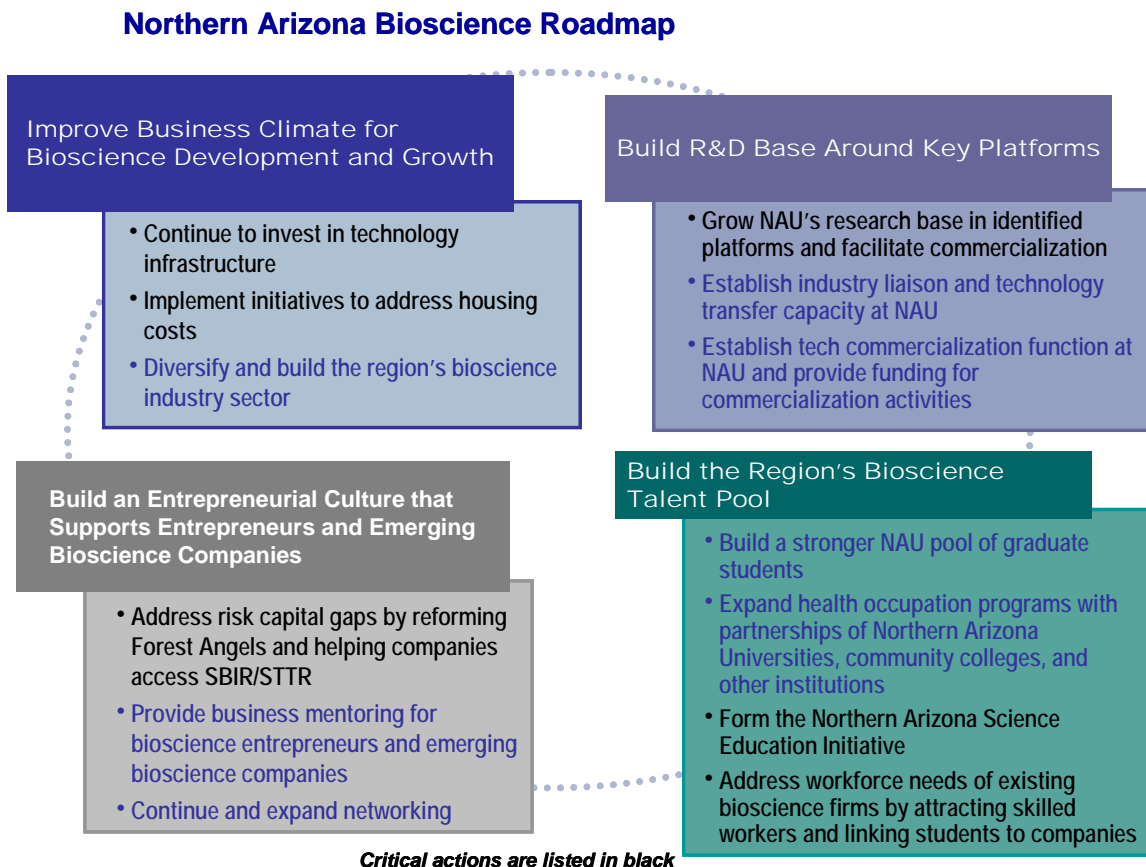 Northern Arizona Bioscience Roadmap
Improve Business Climate for
Bioscience Development and Growth
• Continue to invest in technology
infrastructure
• Implement initiatives to address housing
costs
• Diversify and build the region's bioscience
industry sector
Build R&D Base Around Key Platforms
• Grow NAU's research base in identified
platforms and facilitate commercialization
• Establish industry liaison and technology
transfer capacity at NAU
• Establish tech commercialization function at
NAU and provide funding for
commercialization activities
Build an Entrepreneurial Culture that
Supports Entrepreneurs and Emerging
Bioscience Companies
• Address risk capital gaps by reforming
Forest Angels and helping companies
access SBIR/STTR
• Provide business mentoring for
bioscience entrepreneurs and emerging
bioscience companies
• Continue and expand networking
Build the Region's Bioscience
Talent Pool
• Build a stronger NAU pool of graduate
students
• Expand health occupation programs with
partnerships of Northern Arizona
Universities, community colleges, and
other institutions
• Form the Northern Arizona Science
Education Initiative
• Address workforce needs of existing
bioscience firms by attracting skilled
workers and linking students to companies
Critical actions are listed in black